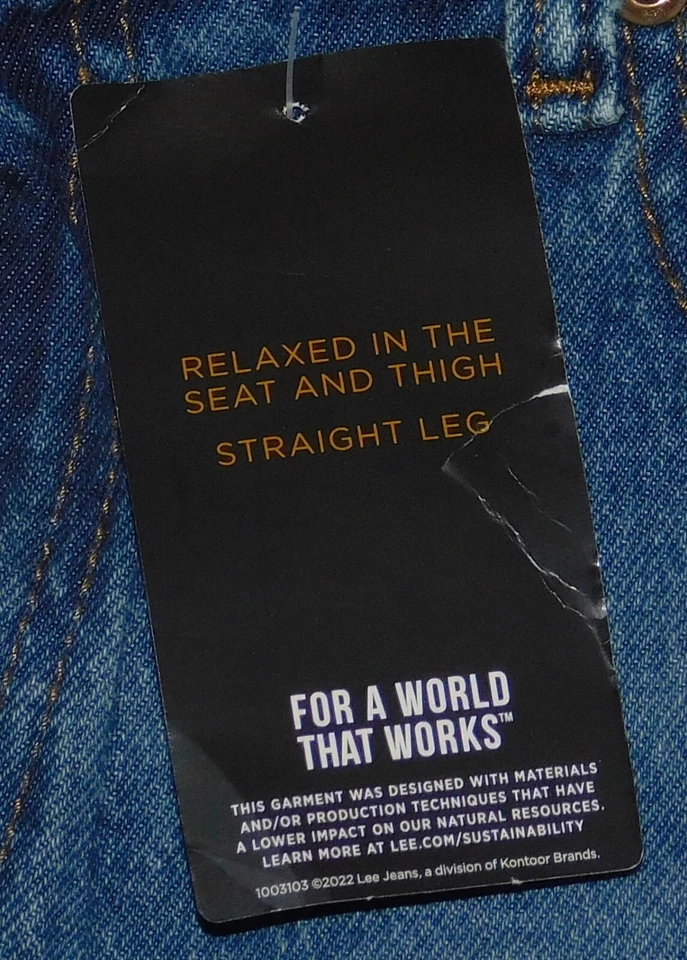 RELAXED IN THE
SEAT AND THIGH
STRAIGHT LEG
FOR A WORLD
THAT WORKS™
THIS GARMENT WAS DESIGNED WITH MATERIALS
AND/OR PRODUCTION TECHNIQUES THAT HAVE
A LOWER IMPACT ON OUR NATURAL RESOURCES.
LEARN MORE AT LEE.COM/SUSTAINABILITY
1003103 ©2022 Lee Jeans, a division of Kontoor Brands.